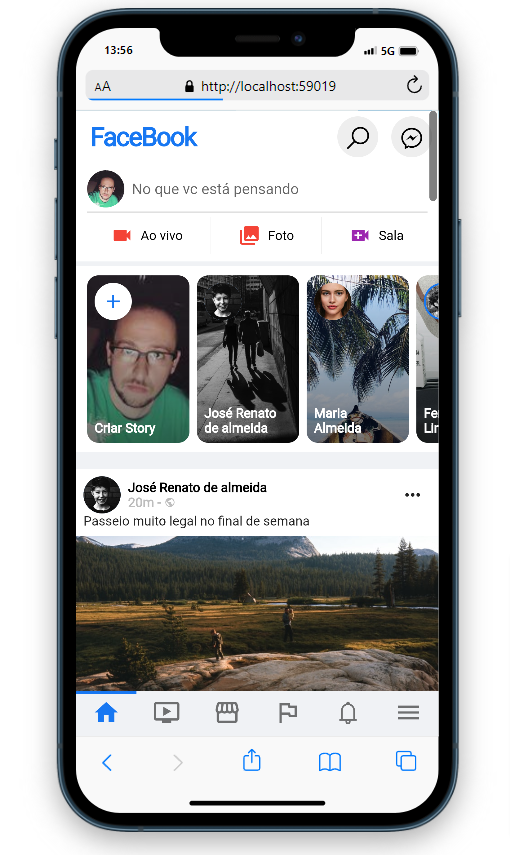 13:56
5G
AA
http://localhost:59019
FaceBook
No que vc está pensando
Ao vivo
Foto
Sala
Criar Story
José Renato
de almeida
Maria
Almeida
Fe
Lin
José Renato de almeida
20m -
Passeio muito legal no final de semana